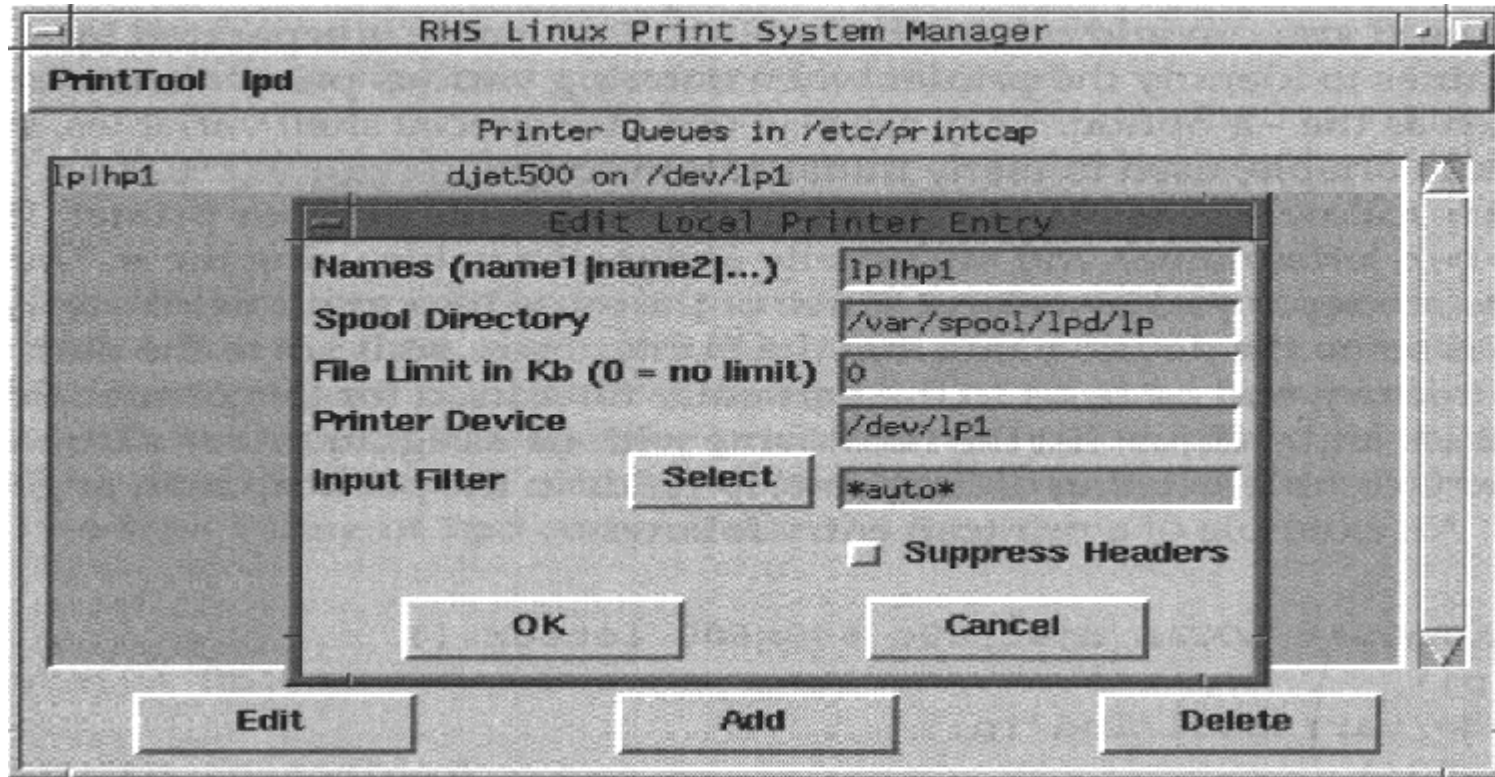 RHS Linux Print System Manager
PrintTool lpd
Printer Queues in /etc/printcap
lp|hp1 djet500 on /dev/lp1
Edit Local Printer Entry
Names (name1|name2|...) lp|hp1
Spool Directory /var/spool/lpd/lp
File Limit in Kb (0 = no limit) 0
Printer Device /dev/lp1
Input Filter Select *auto*
Suppress Headers
OK Cancel
Edit Add Delete